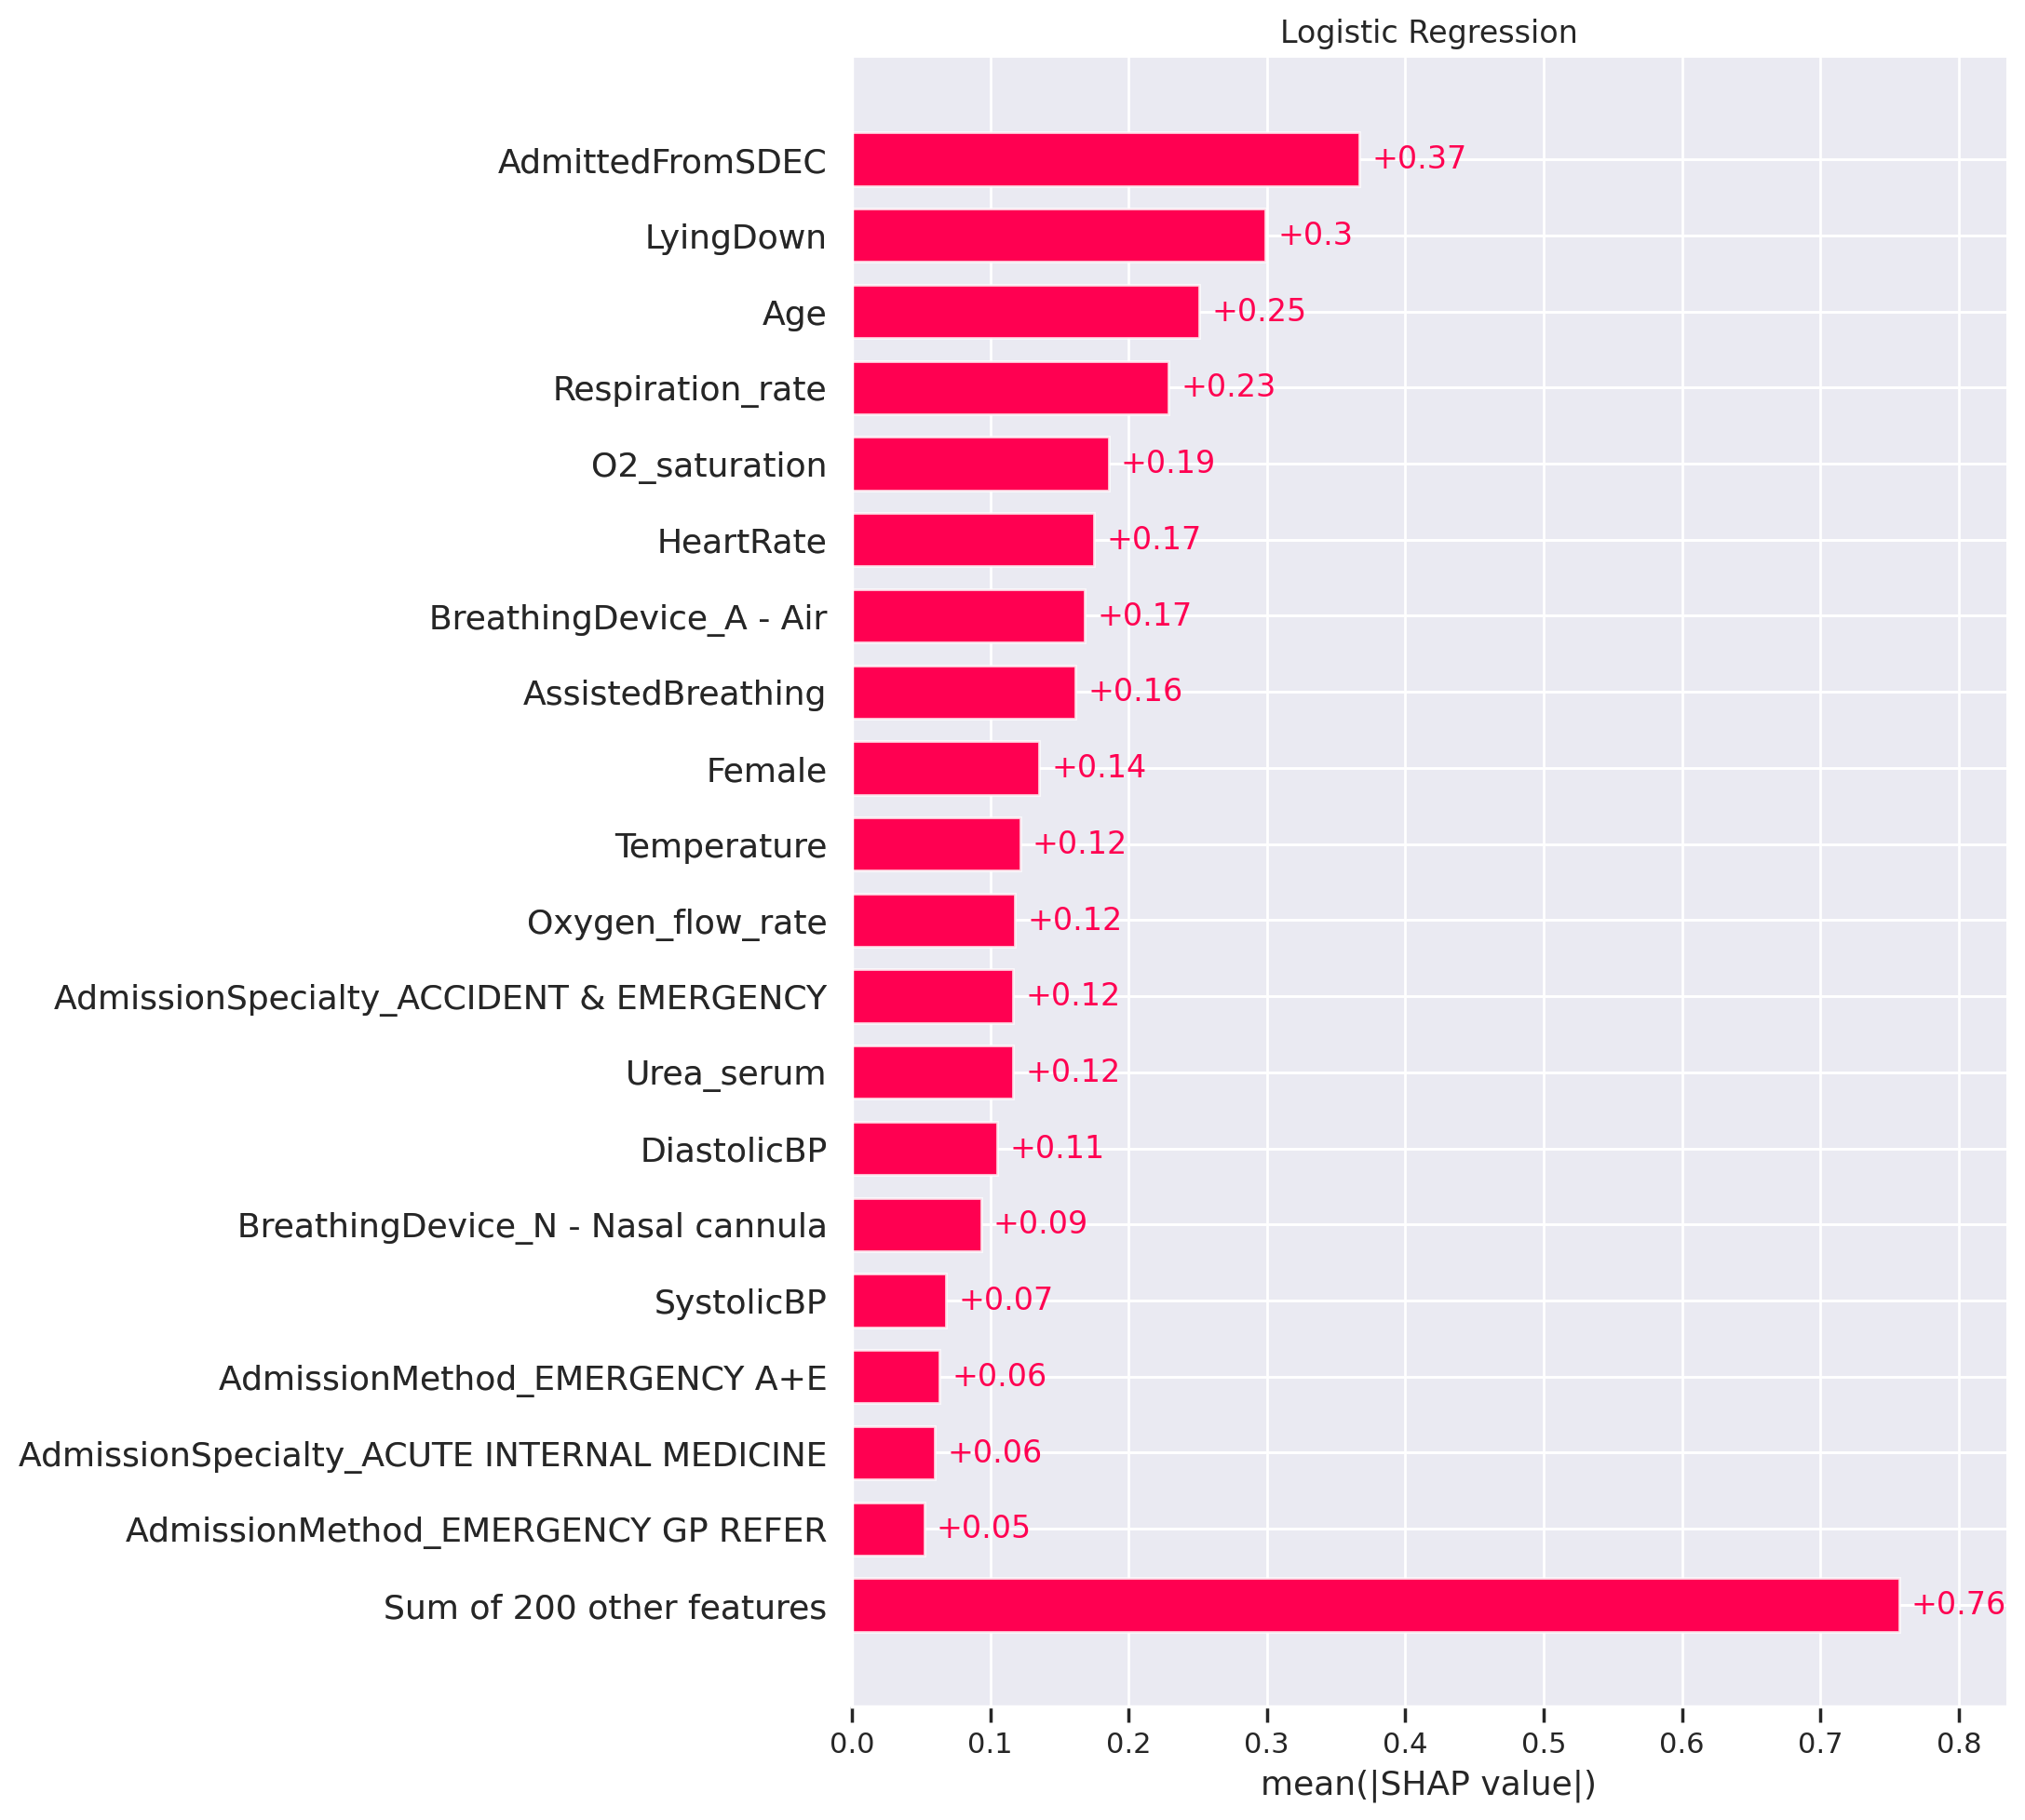 Logistic Regression
AdmittedFromSDEC +0.37
LyingDown +0.3
Age +0.25
Respiration_rate +0.23
O2_saturation +0.19
HeartRate +0.17
BreathingDevice_A - Air +0.17
AssistedBreathing +0.16
Female +0.14
Temperature +0.12
Oxygen_flow_rate +0.12
AdmissionSpecialty_ACCIDENT & EMERGENCY +0.12
Urea_serum +0.12
DiastolicBP +0.11
BreathingDevice_N - Nasal cannula +0.09
SystolicBP +0.07
AdmissionMethod_EMERGENCY A+E +0.06
AdmissionSpecialty_ACUTE INTERNAL MEDICINE +0.06
AdmissionMethod_EMERGENCY GP REFER +0.05
Sum of 200 other features +0.76
0.0 0.1 0.2 0.3 0.4 0.5 0.6 0.7 0.8
mean(|SHAP value|)